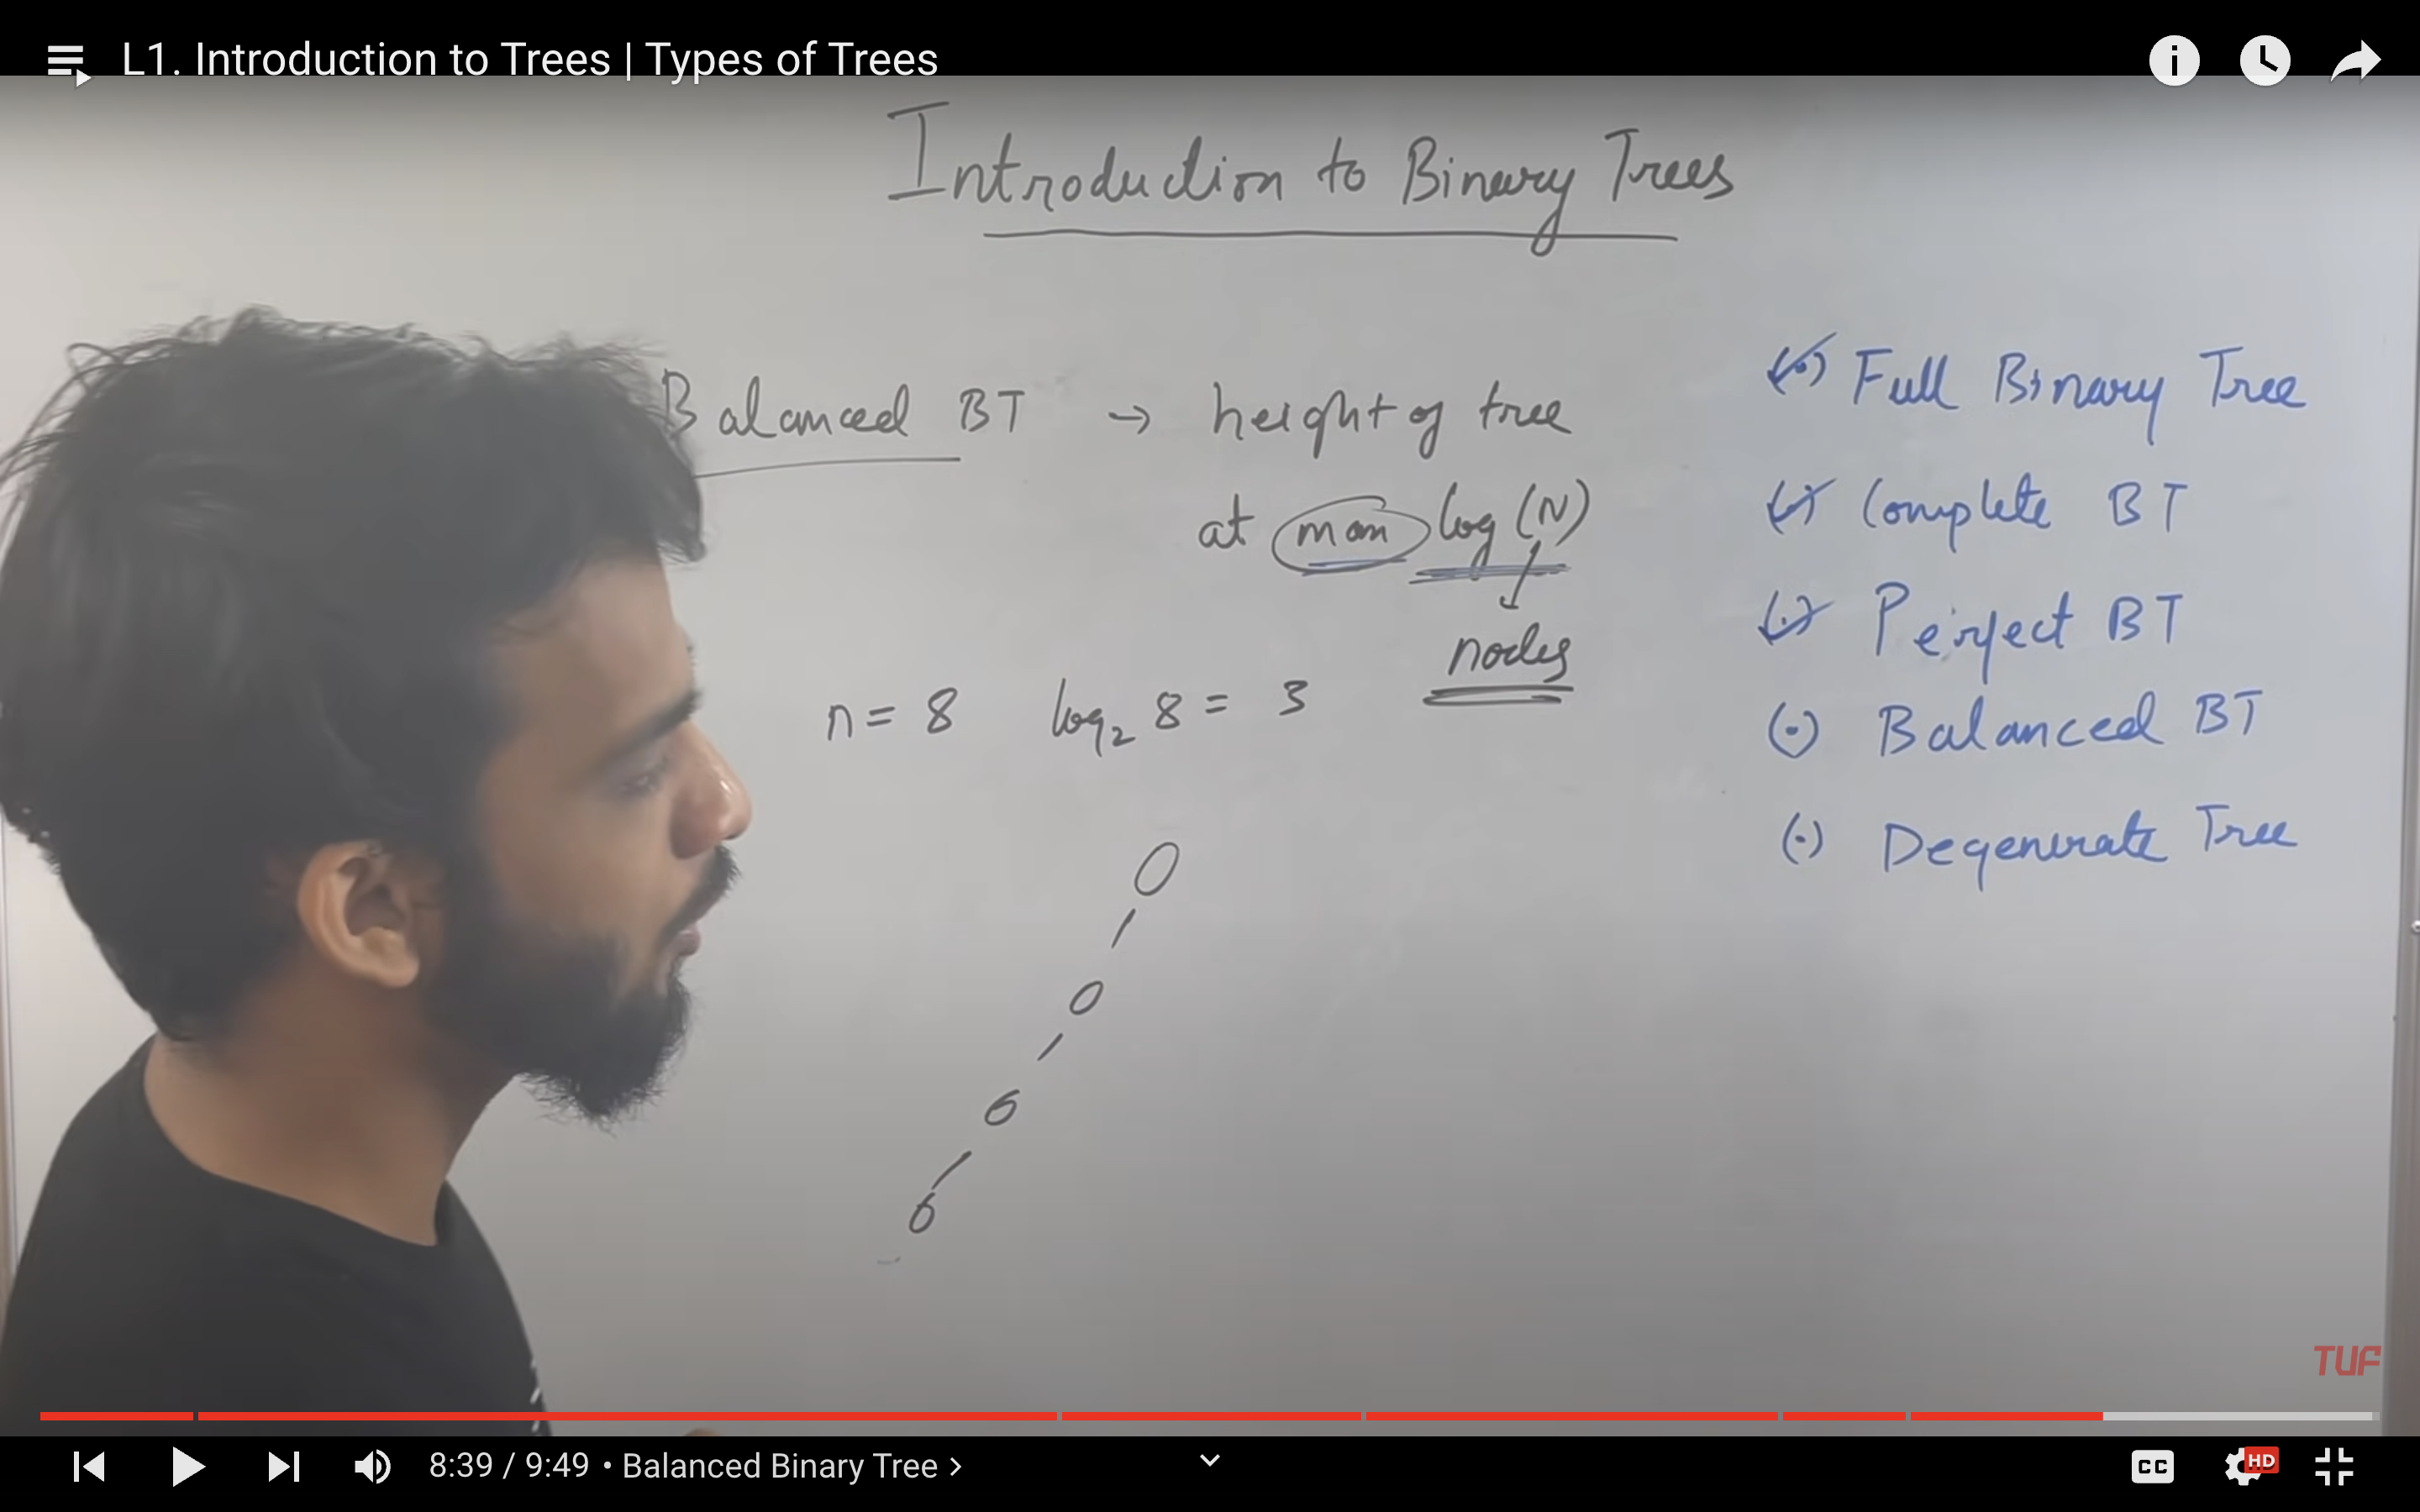 L1. Introduction to Trees | Types of Trees
Introduction to Binary Trees
Balanced BT → height of tree
at max log (N)
nodes
n = 8 log₂ 8 = 3
(•) Full Binary Tree
(•) Complete BT
(•) Perfect BT
(•) Balanced BT
(•) Degenerate Tree
TUF
8:39 / 9:49 • Balanced Binary Tree >
CC
HD